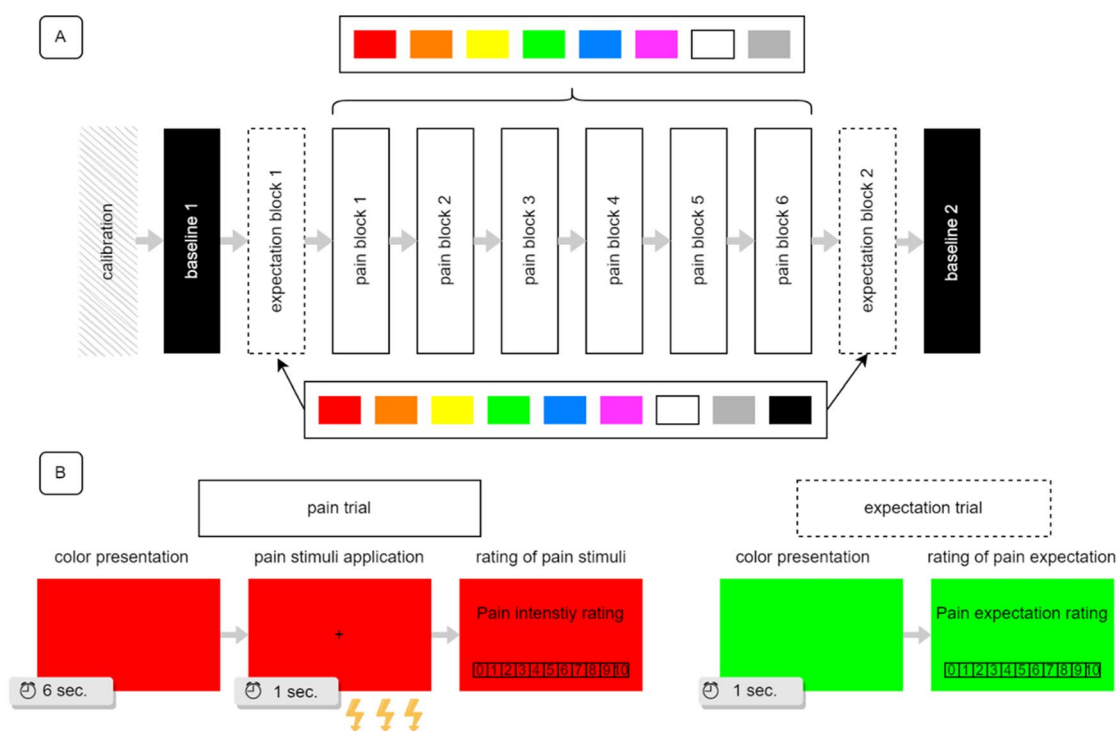 A
calibration
baseline 1
expectation block 1
pain block 1
pain block 2
pain block 3
pain block 4
pain block 5
pain block 6
expectation block 2
baseline 2
B
pain trial
expectation trial
color presentation
pain stimuli application
rating of pain stimuli
color presentation
rating of pain expectation
+
Pain intenstiy rating
Pain expectation rating
0 1 2 3 4 5 6 7 8 9 10
0 1 2 3 4 5 6 7 8 9 10
6 sec.
1 sec.
1 sec.